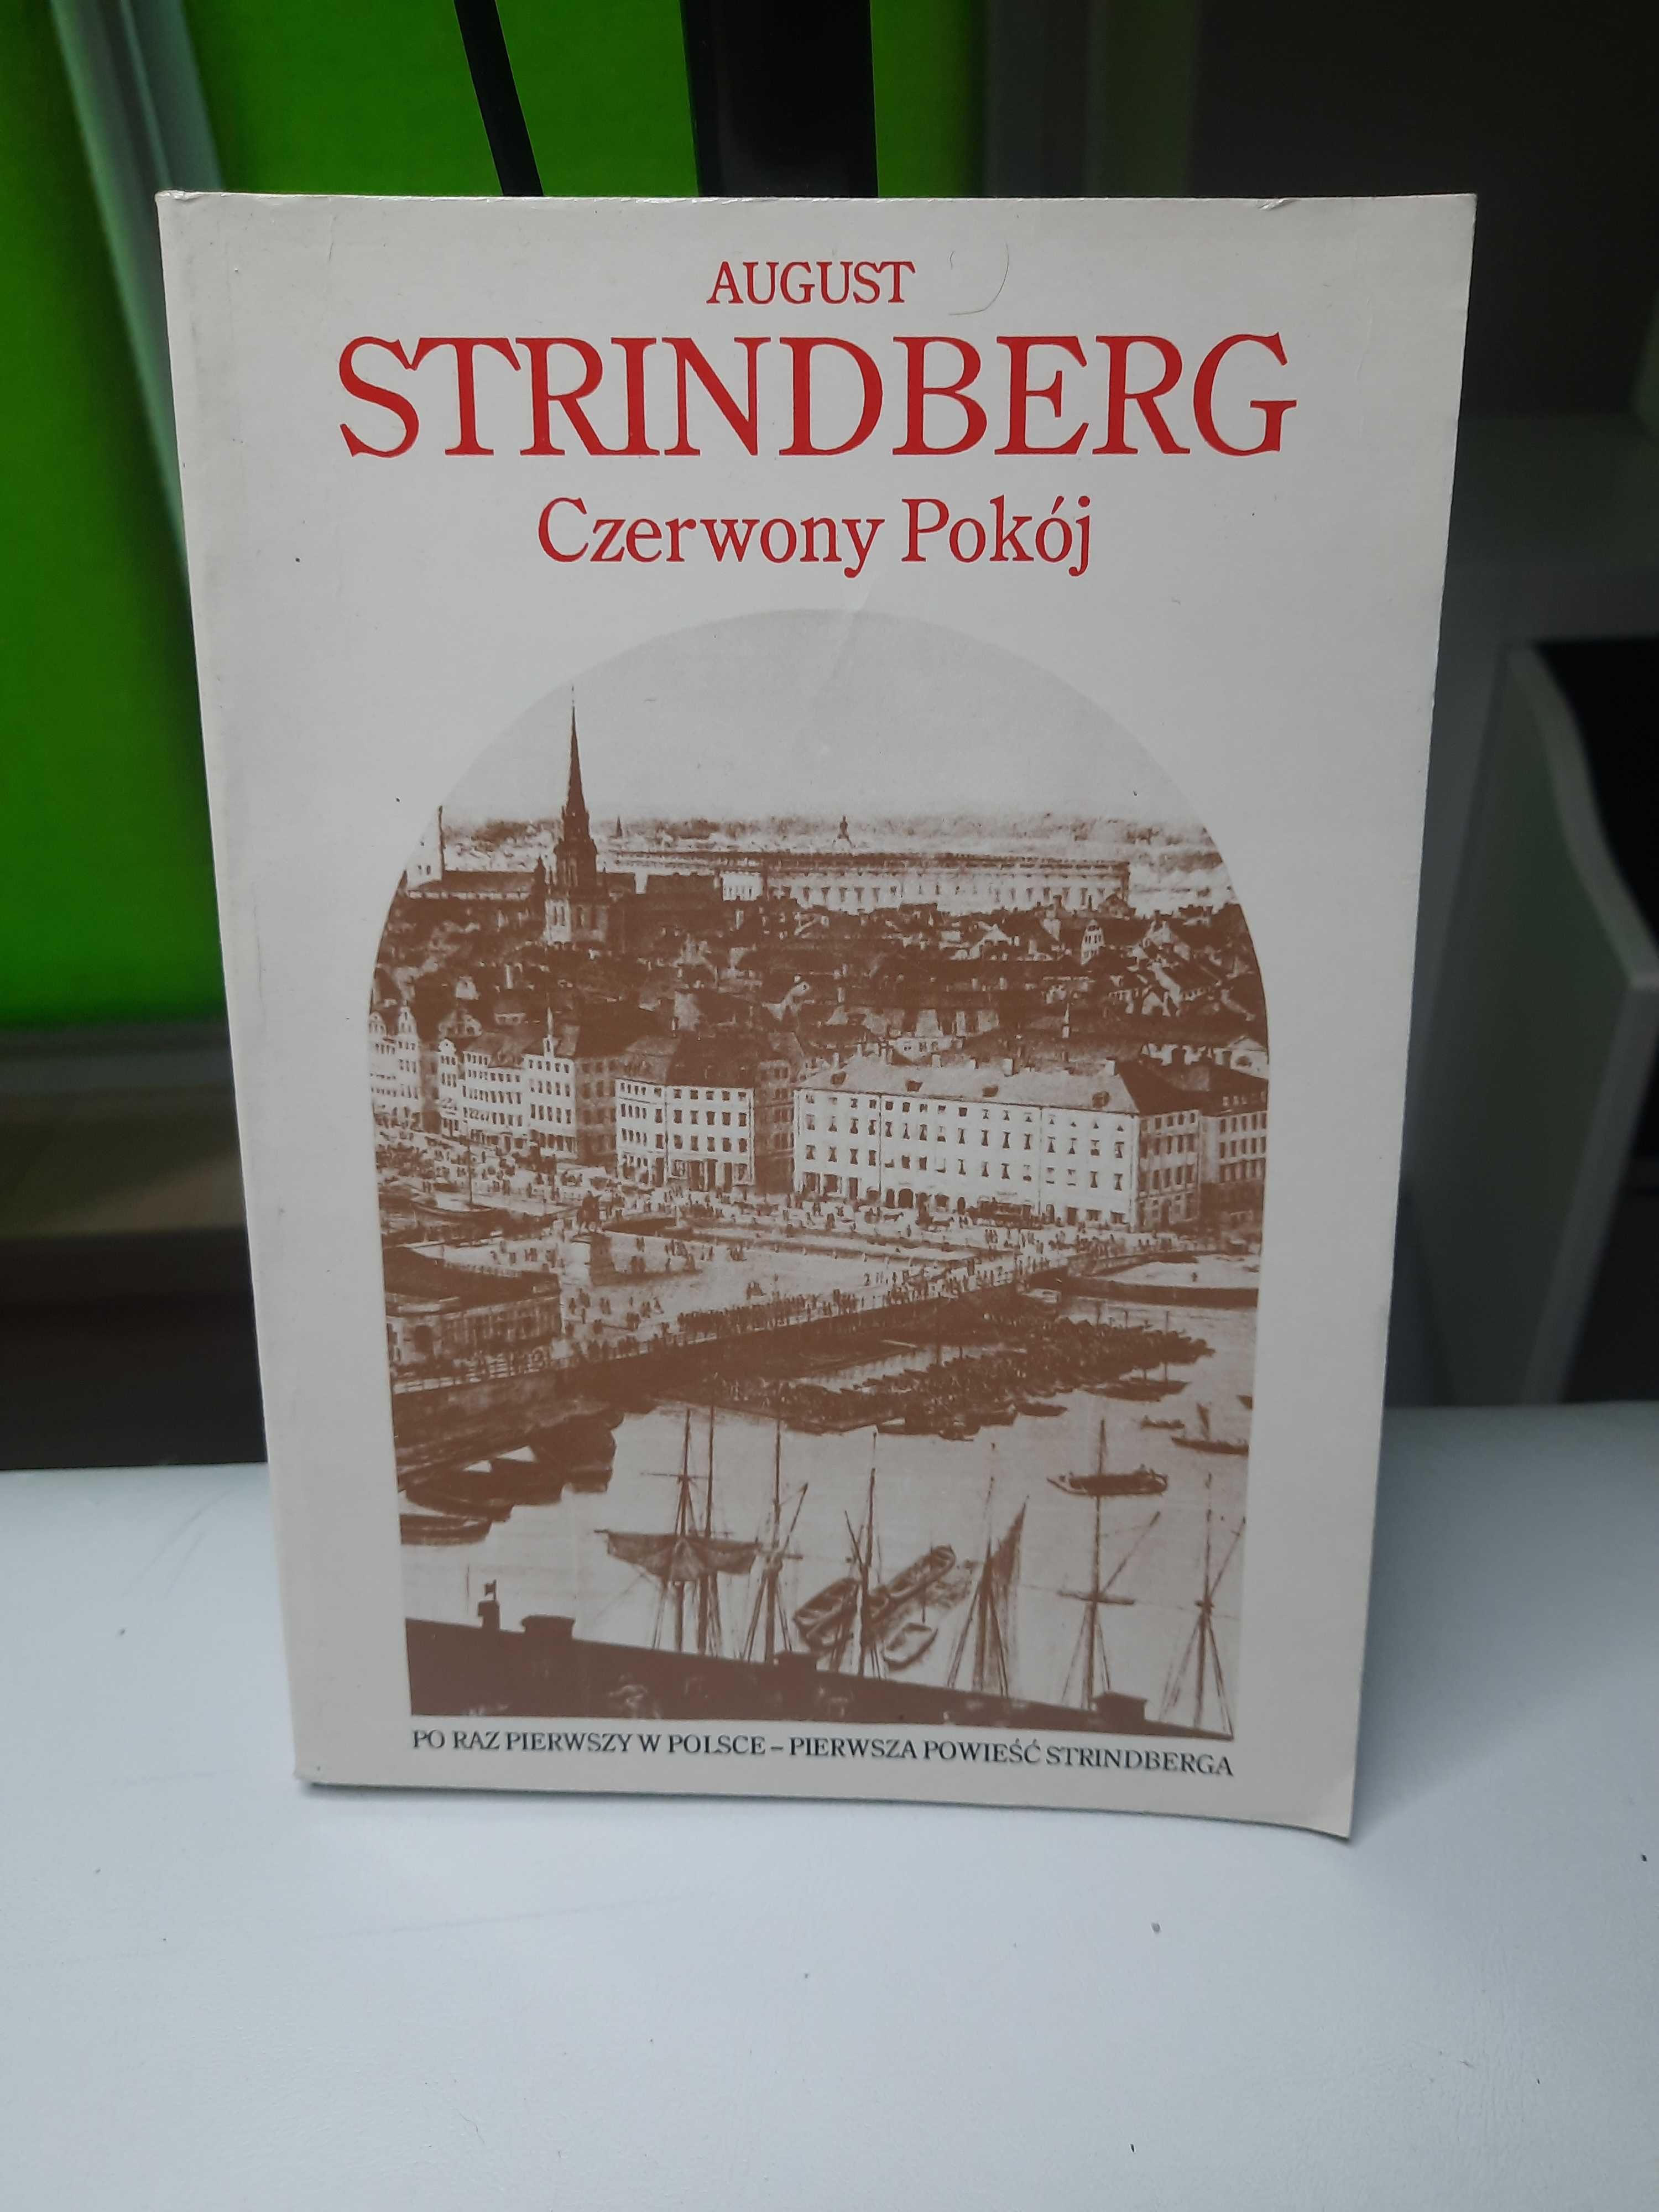 AUGUST
STRINDBERG
Czerwony Pokój
PO RAZ PIERWSZY W POLSCE – PIERWSZA POWIEŚĆ STRINDBERGA